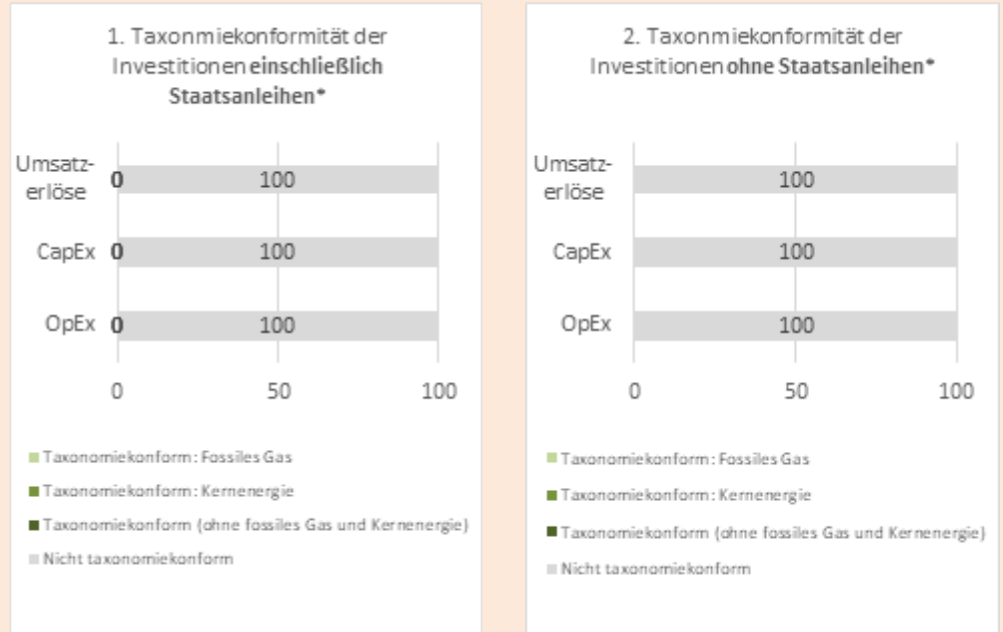 1. Taxonmiekonformität der
Investitionen einschließlich
Staatsanleihen*
Umsatz-
erlöse
0 100
CapEx 0 100
OpEx 0 100
0 50 100
Taxonomiekonform: Fossiles Gas
Taxonomiekonform: Kernenergie
Taxonomiekonform (ohne fossiles Gas und Kernenergie)
Nicht taxonomiekonform
2. Taxonmiekonformität der
Investitionen ohne Staatsanleihen*
Umsatz-
erlöse
100
CapEx 100
OpEx 100
0 50 100
Taxonomiekonform: Fossiles Gas
Taxonomiekonform: Kernenergie
Taxonomiekonform (ohne fossiles Gas und Kernenergie)
Nicht taxonomiekonform